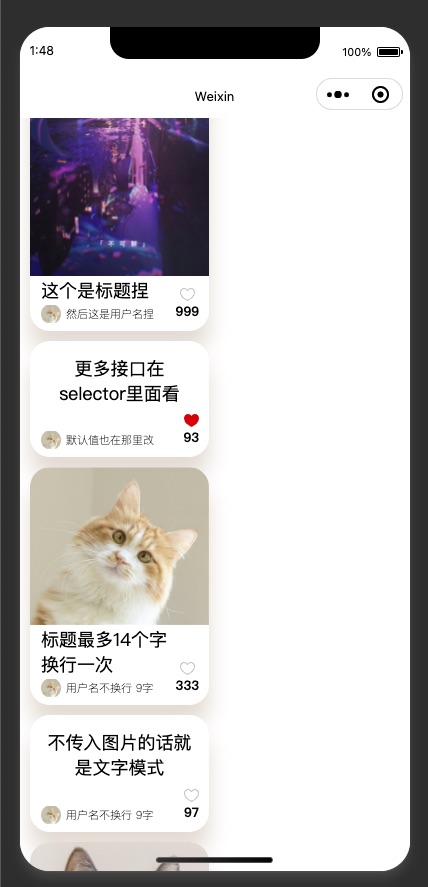 1:48
100%
Weixin
「不可解」
这个是标题捏
然后这是用户名捏
999
更多接口在
selector里面看
默认值也在那里改
93
标题最多14个字
换行一次
用户名不换行 9字
333
不传入图片的话就
是文字模式
用户名不换行 9字
97